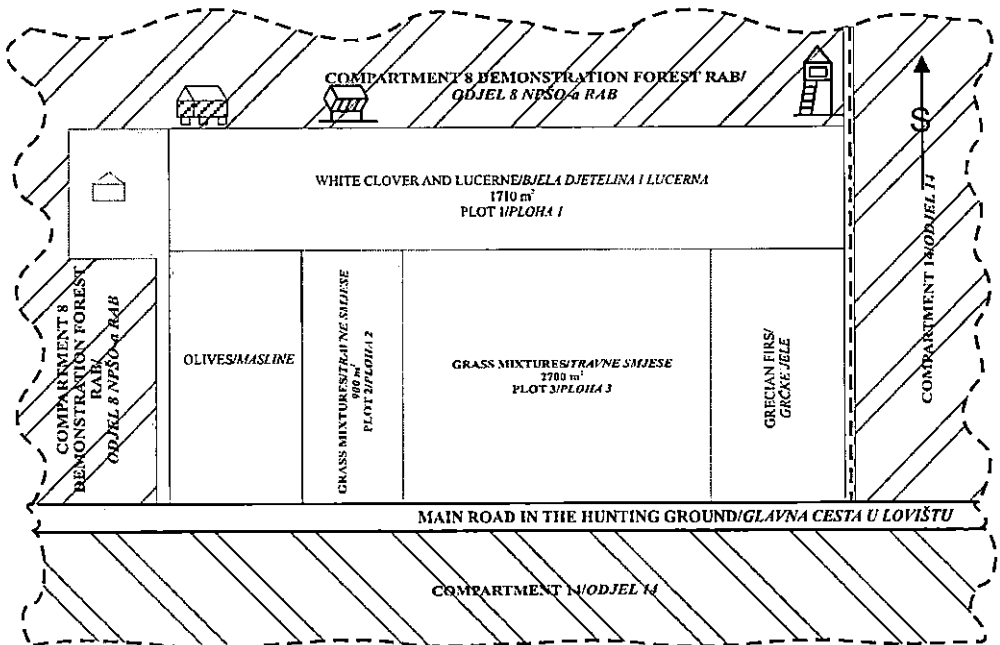 COMPARTMENT 8 DEMONSTRATION FOREST RAB/
ODJEL 8 NPŠO-a RAB
S
WHITE CLOVER AND LUCERNE/BJELA DJETELINA I LUCERNA
1710 m²
PLOT 1/PLOHA 1
COMPARTMENT 14/ODJEL 14
COMPARTMENT 8
DEMONSTRATION FOREST
RAB/
ODJEL 8 NPŠO-a RAB
OLIVES/MASLINE
GRASS MIXTURES/TRAVNE SMJESE
900 m²
PLOT 2/PLOHA 2
GRASS MIXTURES/TRAVNE SMJESE
2700 m²
PLOT 3/PLOHA 3
GRECIAN FIRS/
GRČKE JELE
MAIN ROAD IN THE HUNTING GROUND/GLAVNA CESTA U LOVIŠTU
COMPARTMENT 14/ODJEL 14